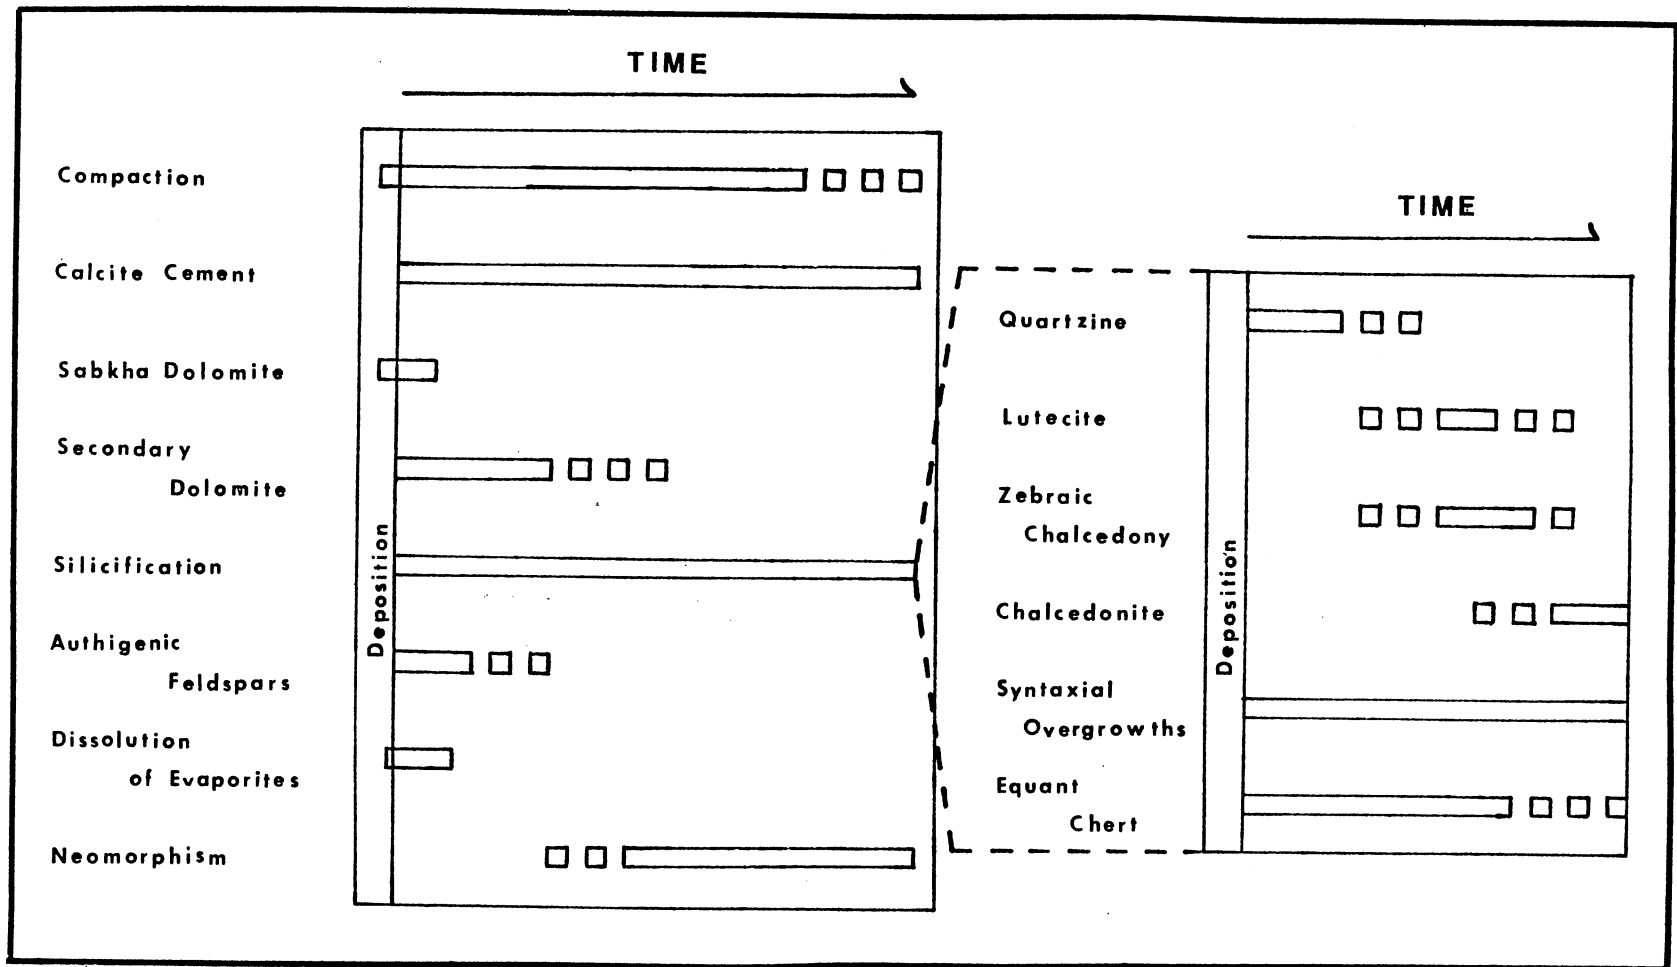 TIME
Compaction
Calcite Cement
Sabkha Dolomite
Secondary
Dolomite
Silicification
Authigenic
Feldspars
Dissolution
of Evaporites
Neomorphism
Deposition
TIME
Quartzine
Lutecite
Zebraic
Chalcedony
Chalcedonite
Syntaxial
Overgrowths
Equant
Chert
Deposition